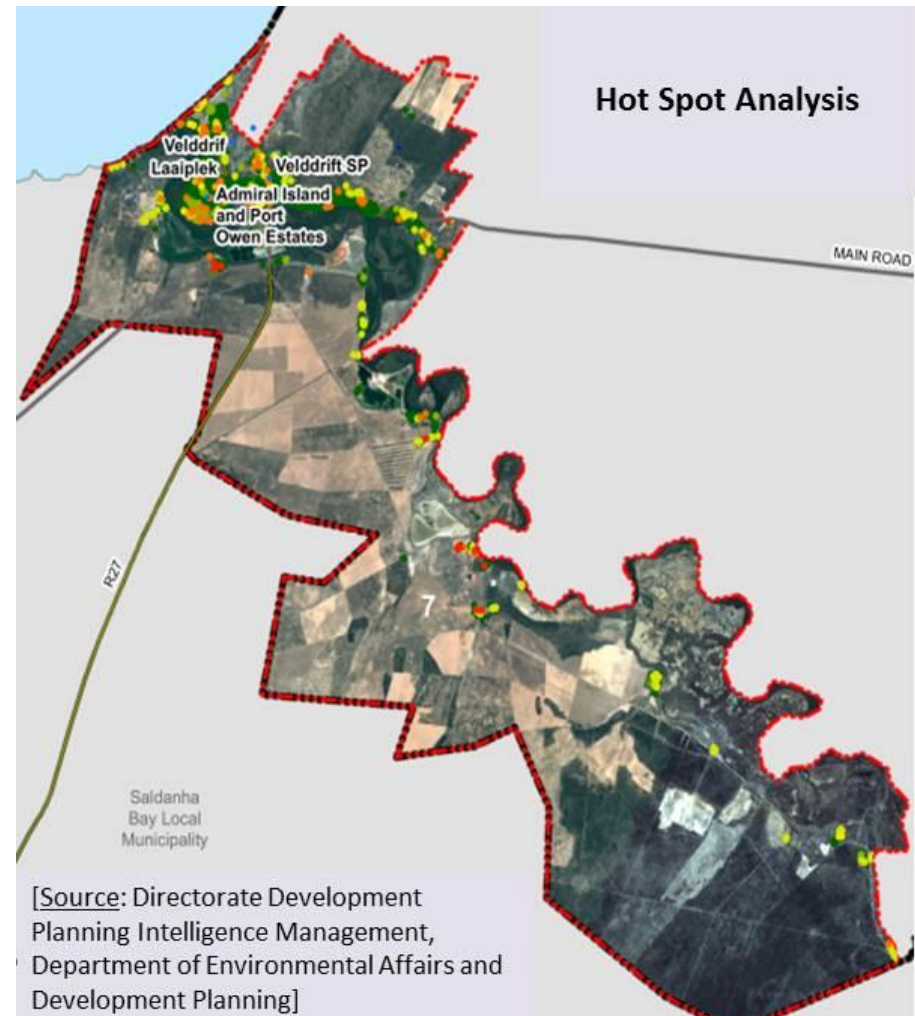 Hot Spot Analysis
Velddrif
Laaiplek
Velddrift SP
Admiral Island
and Port
Owen Estates
MAIN ROAD
R27
7
Saldanha
Bay Local
Municipality
[Source: Directorate Development
Planning Intelligence Management,
Department of Environmental Affairs and
Development Planning]